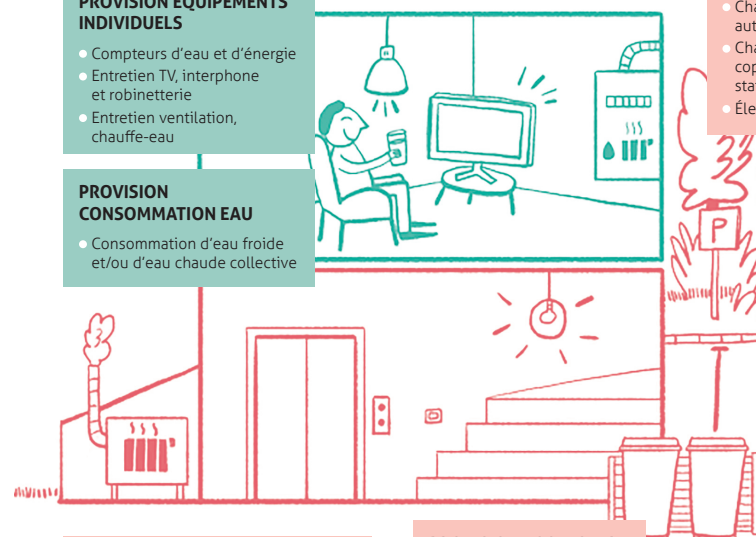 PROVISION ÉQUIPEMENTS
INDIVIDUELS
Compteurs d'eau et d'énergie
Entretien TV, interphone
et robinetterie
Entretien ventilation,
chauffe-eau
PROVISION
CONSOMMATION EAU
Consommation d'eau froide
et/ou d'eau chaude collective
P